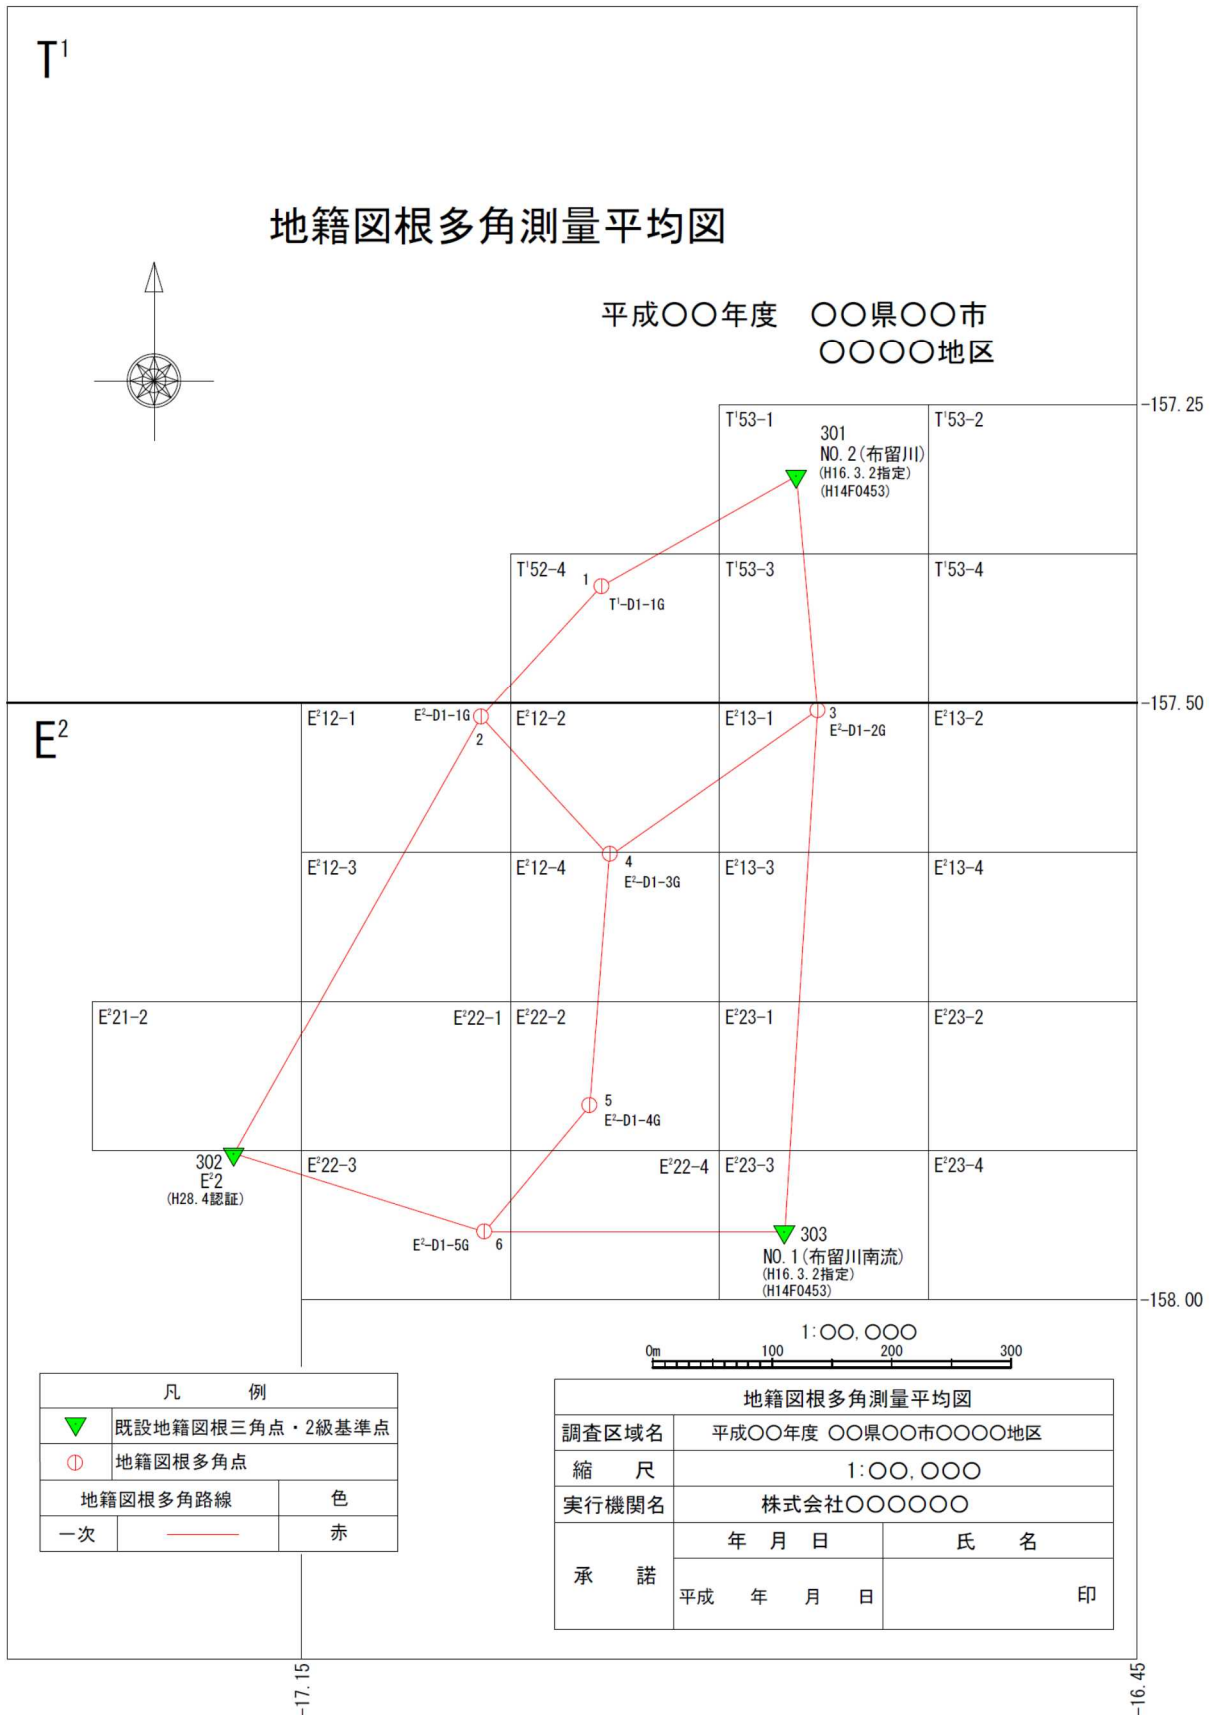 T¹
地籍図根多角測量平均図
平成〇〇年度　〇〇県〇〇市
〇〇〇〇地区
-157.25
T¹53-1
T¹53-2
301
NO.2(布留川)
(H16.3.2指定)
(H14F0453)
T¹52-4
T¹53-3
T¹53-4
1
T¹-D1-1G
-157.50
E²
E²12-1
E²-D1-1G
2
E²12-2
E²13-1
3
E²-D1-2G
E²13-2
E²12-3
E²12-4
4
E²-D1-3G
E²13-3
E²13-4
E²21-2
E²22-1
E²22-2
E²23-1
E²23-2
5
E²-D1-4G
302
E²2
(H28.4認証)
E²22-3
E²22-4
E²23-3
E²23-4
E²-D1-5G
6
303
NO.1(布留川南流)
(H16.3.2指定)
(H14F0453)
-158.00
1:〇〇,〇〇〇
0m 100 200 300
凡　例
既設地籍図根三角点・2級基準点
地籍図根多角点
地籍図根多角路線 色
一次 赤
地籍図根多角測量平均図
調査区域名 平成〇〇年度 〇〇県〇〇市〇〇〇〇地区
縮　尺 1:〇〇,〇〇〇
実行機関名 株式会社〇〇〇〇〇〇
承　諾 年 月 日 氏　名
平成　年　月　日 印
-17.15
-16.45